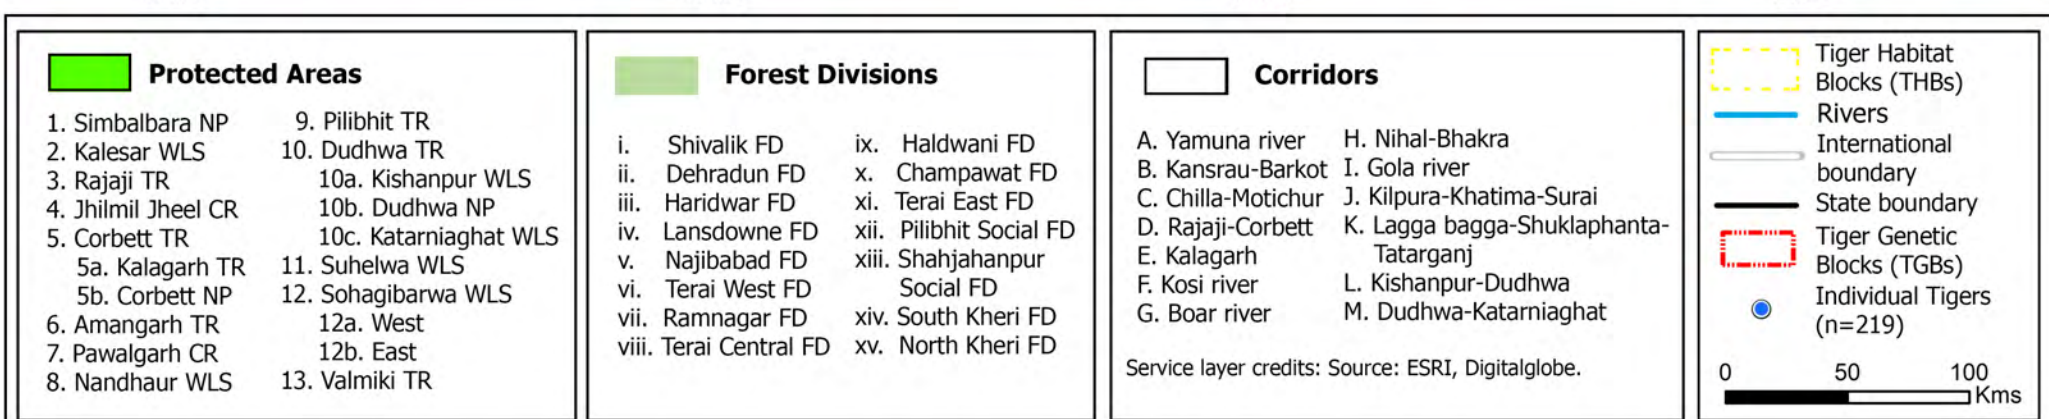 Protected Areas
1. Simbalbara NP
2. Kalesar WLS
3. Rajaji TR
4. Jhilmil Jheel CR
5. Corbett TR
5a. Kalagarh TR
5b. Corbett NP
6. Amangarh TR
7. Pawalgarh CR
8. Nandhaur WLS
9. Pilibhit TR
10. Dudhwa TR
10a. Kishanpur WLS
10b. Dudhwa NP
10c. Katarniaghat WLS
11. Suhelwa WLS
12. Sohagibarwa WLS
12a. West
12b. East
13. Valmiki TR
Forest Divisions
i. Shivalik FD
ii. Dehradun FD
iii. Haridwar FD
iv. Lansdowne FD
v. Najibabad FD
vi. Terai West FD
vii. Ramnagar FD
viii. Terai Central FD
ix. Haldwani FD
x. Champawat FD
xi. Terai East FD
xii. Pilibhit Social FD
xiii. Shahjahanpur
Social FD
xiv. South Kheri FD
xv. North Kheri FD
Corridors
A. Yamuna river
B. Kansrau-Barkot
C. Chilla-Motichur
D. Rajaji-Corbett
E. Kalagarh
F. Kosi river
G. Boar river
H. Nihal-Bhakra
I. Gola river
J. Kilpura-Khatima-Surai
K. Lagga bagga-Shuklaphanta-
Tatarganj
L. Kishanpur-Dudhwa
M. Dudhwa-Katarniaghat
Service layer credits: Source: ESRI, Digitalglobe.
Tiger Habitat
Blocks (THBs)
Rivers
International
boundary
State boundary
Tiger Genetic
Blocks (TGBs)
Individual Tigers
(n=219)
0 50 100
Kms